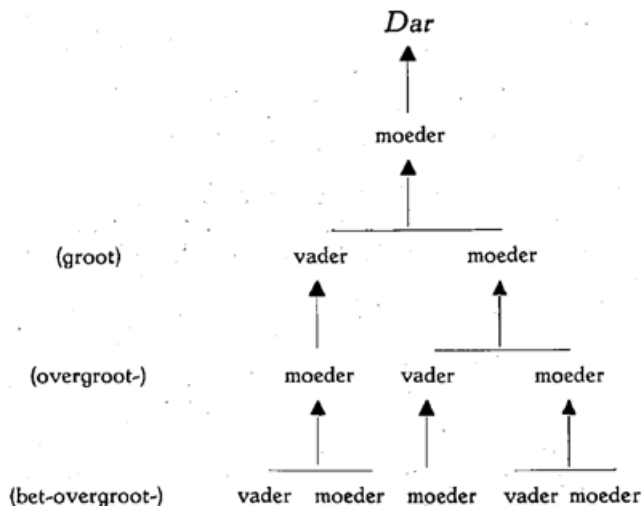 Dar
moeder
(groot) vader moeder
(overgroot-) moeder vader moeder
(bet-overgroot-) vader moeder moeder vader moeder